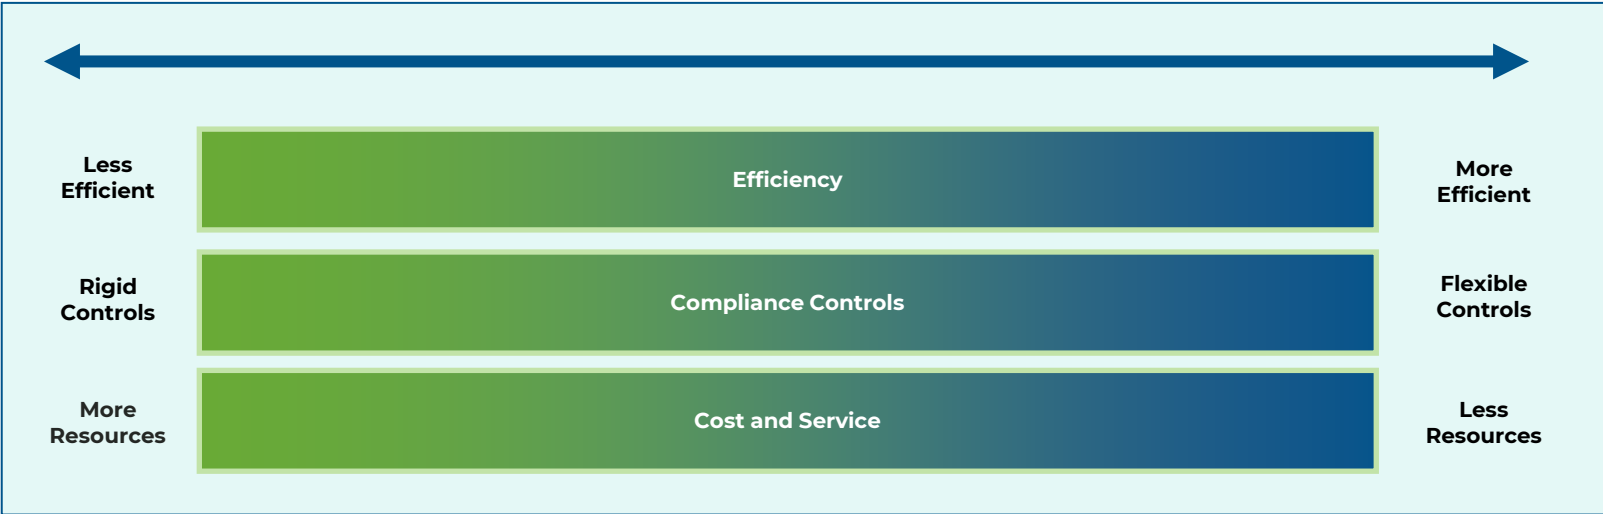 Less
Efficient
Efficiency
More
Efficient
Rigid
Controls
Compliance Controls
Flexible
Controls
More
Resources
Cost and Service
Less
Resources